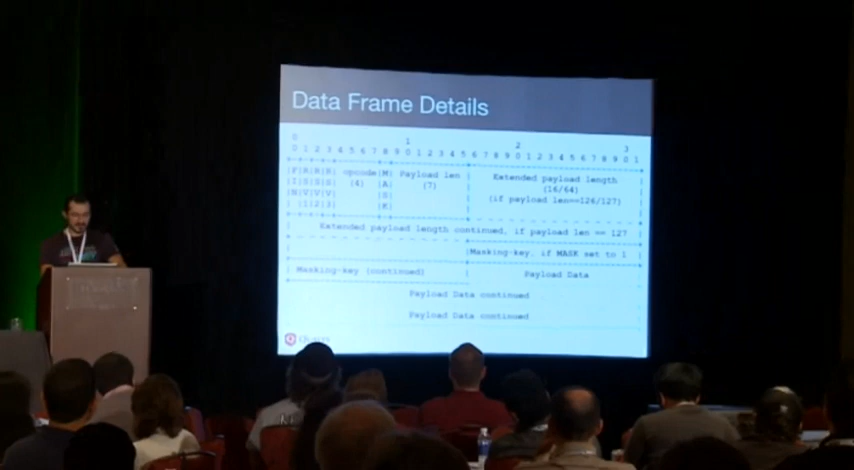 Data Frame Details
0 1 2 3
0 1 2 3 4 5 6 7 8 9 0 1 2 3 4 5 6 7 8 9 0 1 2 3 4 5 6 7 8 9 0 1
|F|R|R|R| opcode|M| Payload len | Extended payload length |
|I|S|S|S| (4) |A| (7) | (16/64) |
|N|V|V|V| |S| | (if payload len==126/127) |
| |1|2|3| |K| | |
| Extended payload length continued, if payload len == 127 |
| |Masking-key, if MASK set to 1 |
| Masking-key (continued) | Payload Data |
Payload Data continued
Payload Data continued